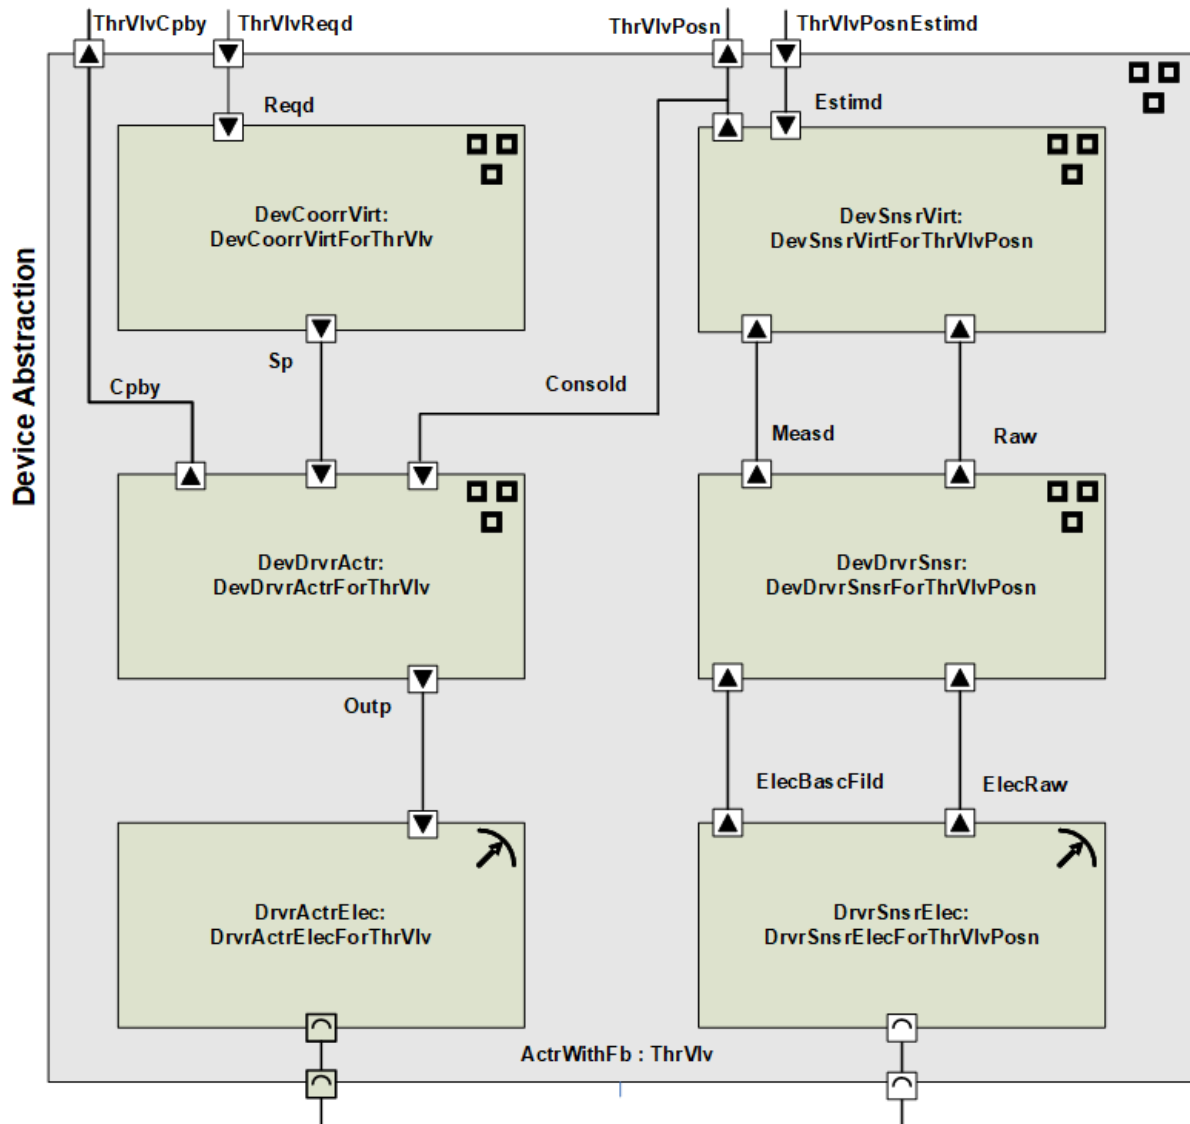 ThrVlvCpby
ThrVlvReqd
ThrVlvPosn
ThrVlvPosnEstimd
Reqd
Estimd
DevCoorrVirt:
DevCoorrVirtForThrVlv
DevSnsrVirt:
DevSnsrVirtForThrVlvPosn
Device Abstraction
Sp
Cpby
Consold
Measd
Raw
DevDrvrActr:
DevDrvrActrForThrVlv
DevDrvrSnsr:
DevDrvrSnsrForThrVlvPosn
Outp
ElecBascFild
ElecRaw
DrvrActrElec:
DrvrActrElecForThrVlv
DrvrSnsrElec:
DrvrSnsrElecForThrVlvPosn
ActrWithFb : ThrVlv